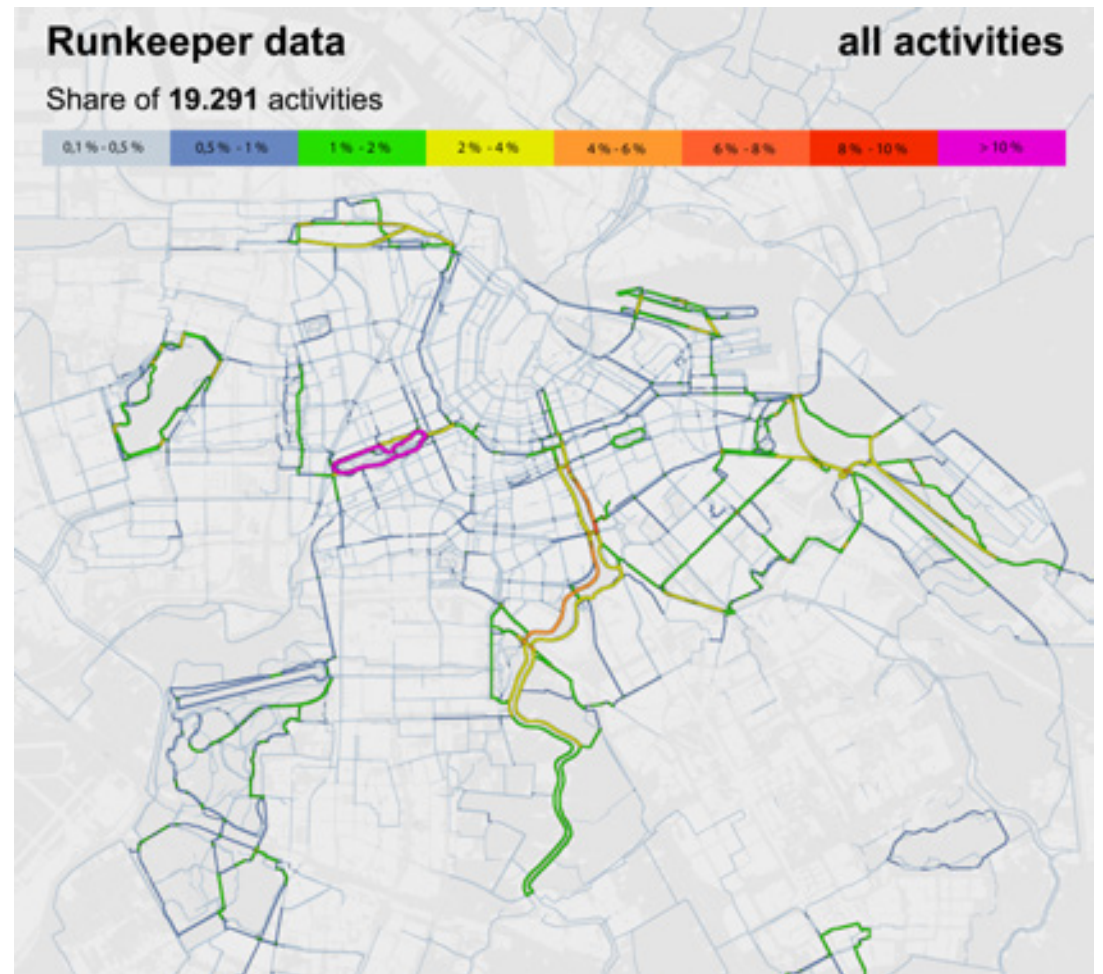 Runkeeper data
all activities
Share of 19.291 activities
0,1 % - 0,5 %
0,5 % - 1 %
1 % - 2 %
2 % - 4 %
4 % - 6 %
6 % - 8 %
8 % - 10 %
> 10 %